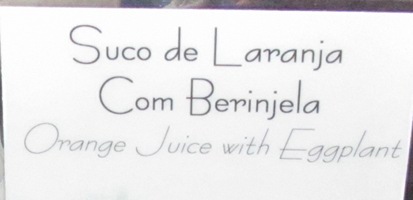 Suco de Laranja
Com Berinjela
Orange Juice with Eggplant